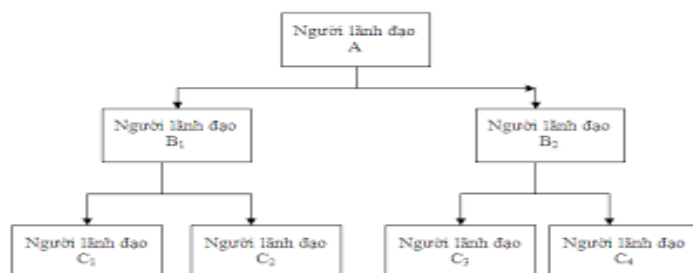 Người lãnh đạo
A
Người lãnh đạo
B₁
Người lãnh đạo
B₂
Người lãnh đạo
C₁
Người lãnh đạo
C₂
Người lãnh đạo
C₃
Người lãnh đạo
C₄